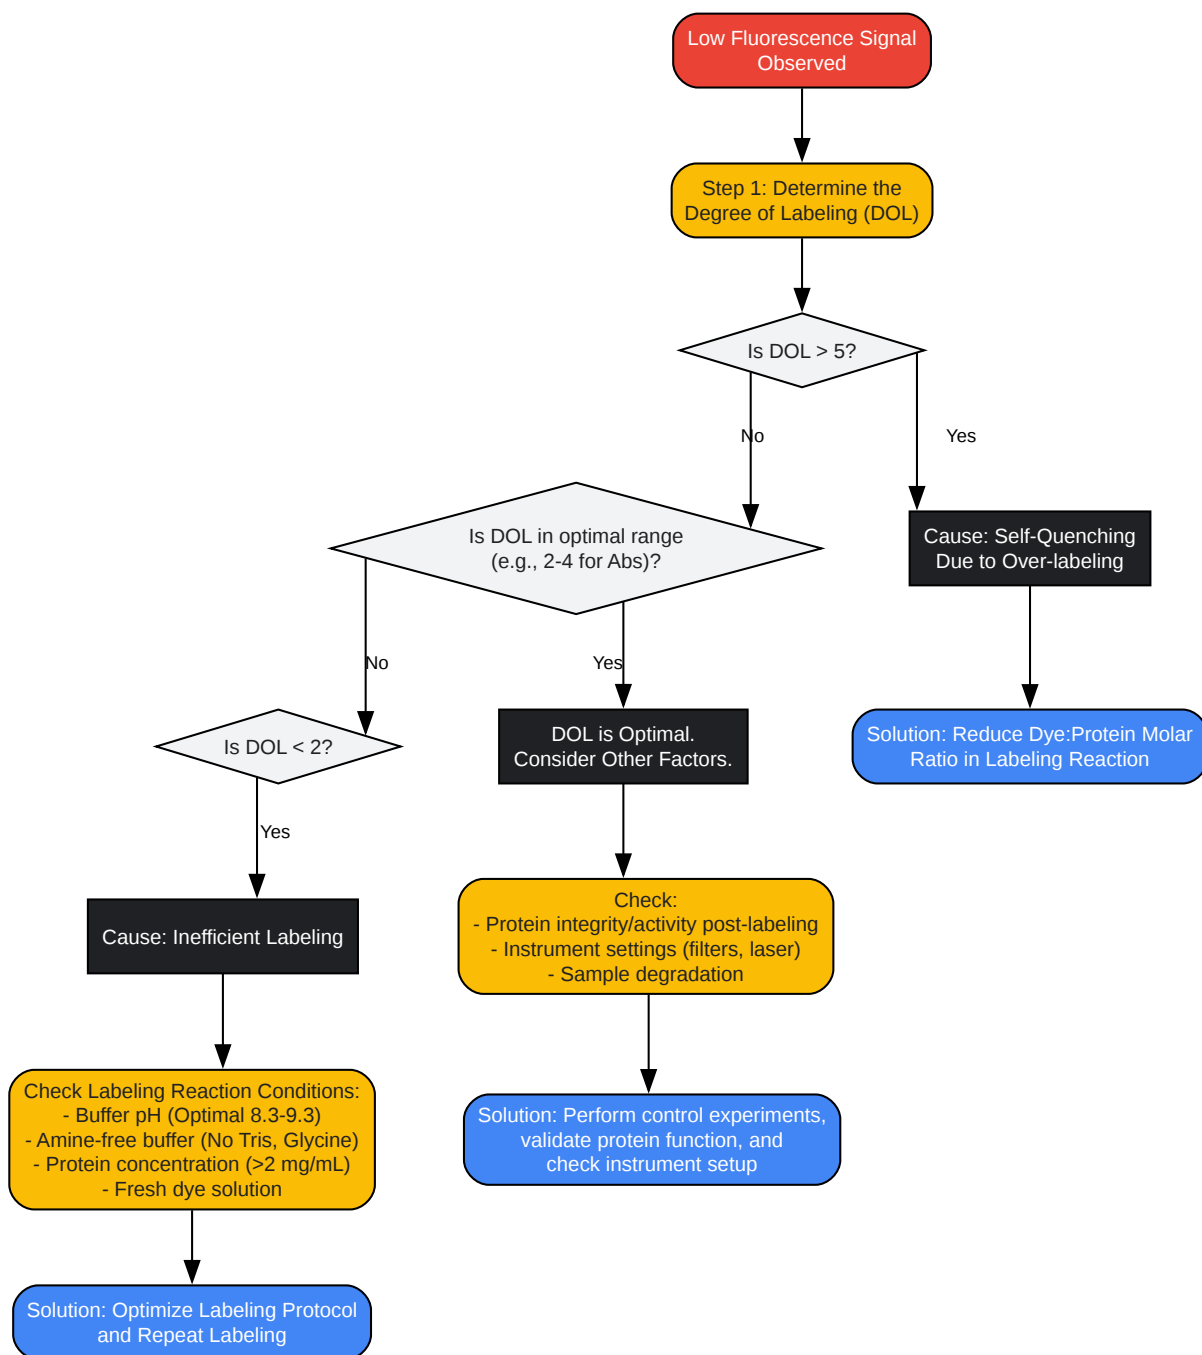 Low Fluorescence Signal
Observed
Step 1: Determine the
Degree of Labeling (DOL)
Is DOL > 5?
No
Yes
Is DOL in optimal range
(e.g., 2-4 for Abs)?
Cause: Self-Quenching
Due to Over-labeling
No
Yes
Is DOL < 2?
DOL is Optimal.
Consider Other Factors.
Solution: Reduce Dye:Protein Molar
Ratio in Labeling Reaction
Yes
Cause: Inefficient Labeling
Check:
- Protein integrity/activity post-labeling
- Instrument settings (filters, laser)
- Sample degradation
Check Labeling Reaction Conditions:
- Buffer pH (Optimal 8.3-9.3)
- Amine-free buffer (No Tris, Glycine)
- Protein concentration (>2 mg/mL)
- Fresh dye solution
Solution: Perform control experiments,
validate protein function, and
check instrument setup
Solution: Optimize Labeling Protocol
and Repeat Labeling